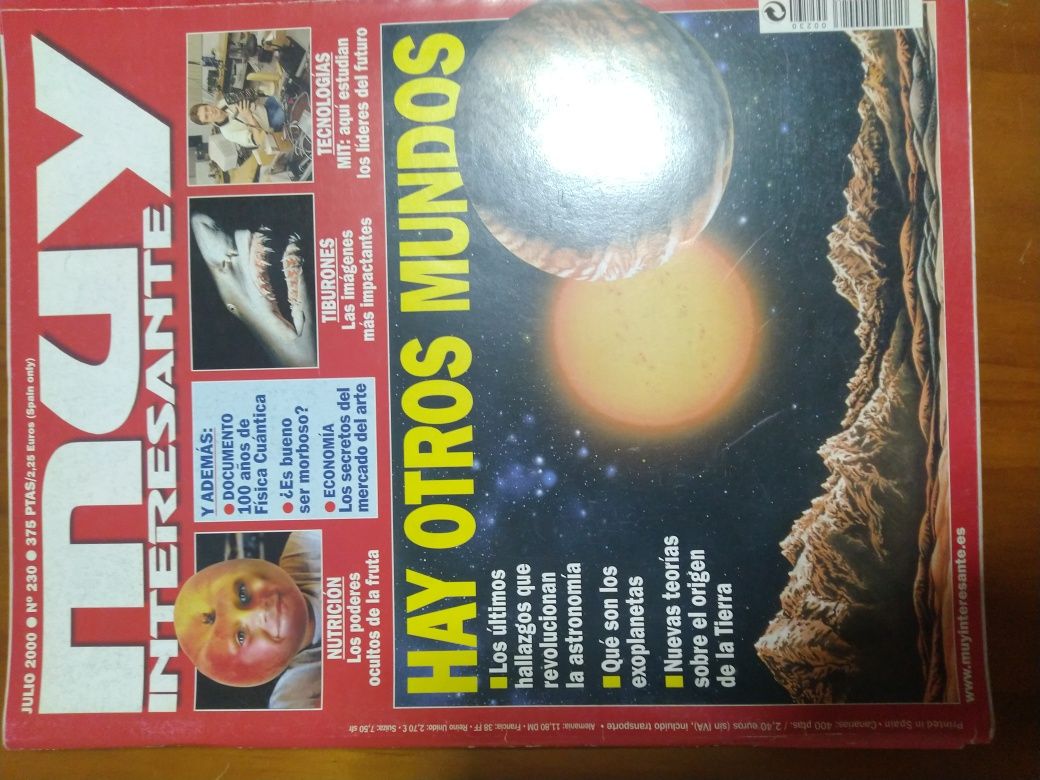 JULIO 2000 ● Nº 230 ● 375 PTAS/2,25 Euros (Spain only)
muy
INTERESANTE
NUTRICIÓN
Los poderes
ocultos de la fruta
Y ADEMÁS:
● DOCUMENTO
100 años de
Física Cuántica
● ¿Es bueno
ser morboso?
● ECONOMÍA
Los secretos del
mercado del arte
TIBURONES
Las imágenes
más impactantes
TECNOLOGÍAS
MIT: aquí estudian
los líderes del futuro
HAY OTROS MUNDOS
■ Los últimos
hallazgos que
revolucionan
la astronomía
■ Qué son los
exoplanetas
■ Nuevas teorías
sobre el origen
de la Tierra
00230
www.muyinteresante.es
Printed in Spain • Canarias: 400 ptas. / 2,40 euros (sin IVA), incluido transporte • Alemania: 11,80 DM • Francia: 38 FF • Reino Unido: 2,70 £ • Suiza: 7,50 sfr